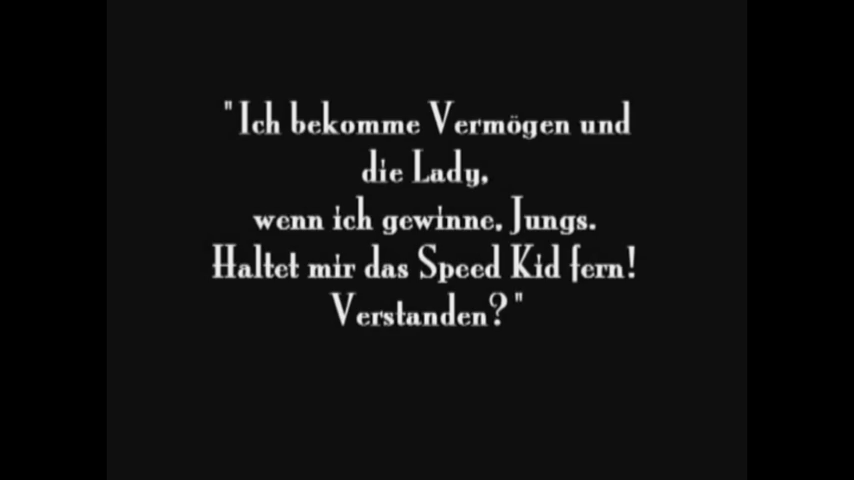 "Ich bekomme Vermögen und
die Lady,
wenn ich gewinne, Jungs.
Haltet mir das Speed Kid fern!
Verstanden?"